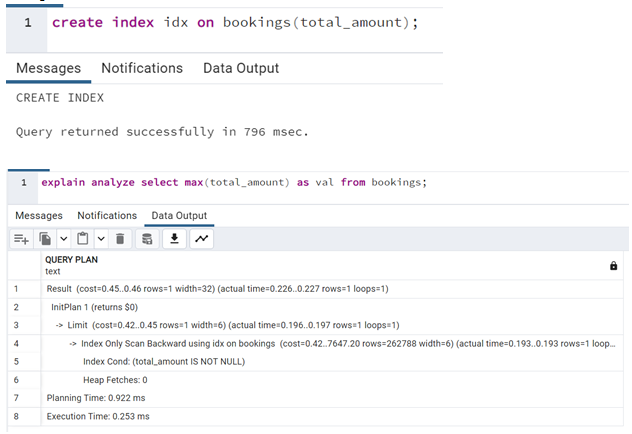 1 create index idx on bookings(total_amount);
Messages Notifications Data Output
CREATE INDEX
Query returned successfully in 796 msec.
1 explain analyze select max(total_amount) as val from bookings;
Messages Notifications Data Output
QUERY PLAN
text
1 Result (cost=0.45..0.46 rows=1 width=32) (actual time=0.226..0.227 rows=1 loops=1)
2 InitPlan 1 (returns $0)
3 -> Limit (cost=0.42..0.45 rows=1 width=6) (actual time=0.196..0.197 rows=1 loops=1)
4 -> Index Only Scan Backward using idx on bookings (cost=0.42..7647.20 rows=262788 width=6) (actual time=0.193..0.193 rows=1 loop...
5 Index Cond: (total_amount IS NOT NULL)
6 Heap Fetches: 0
7 Planning Time: 0.922 ms
8 Execution Time: 0.253 ms